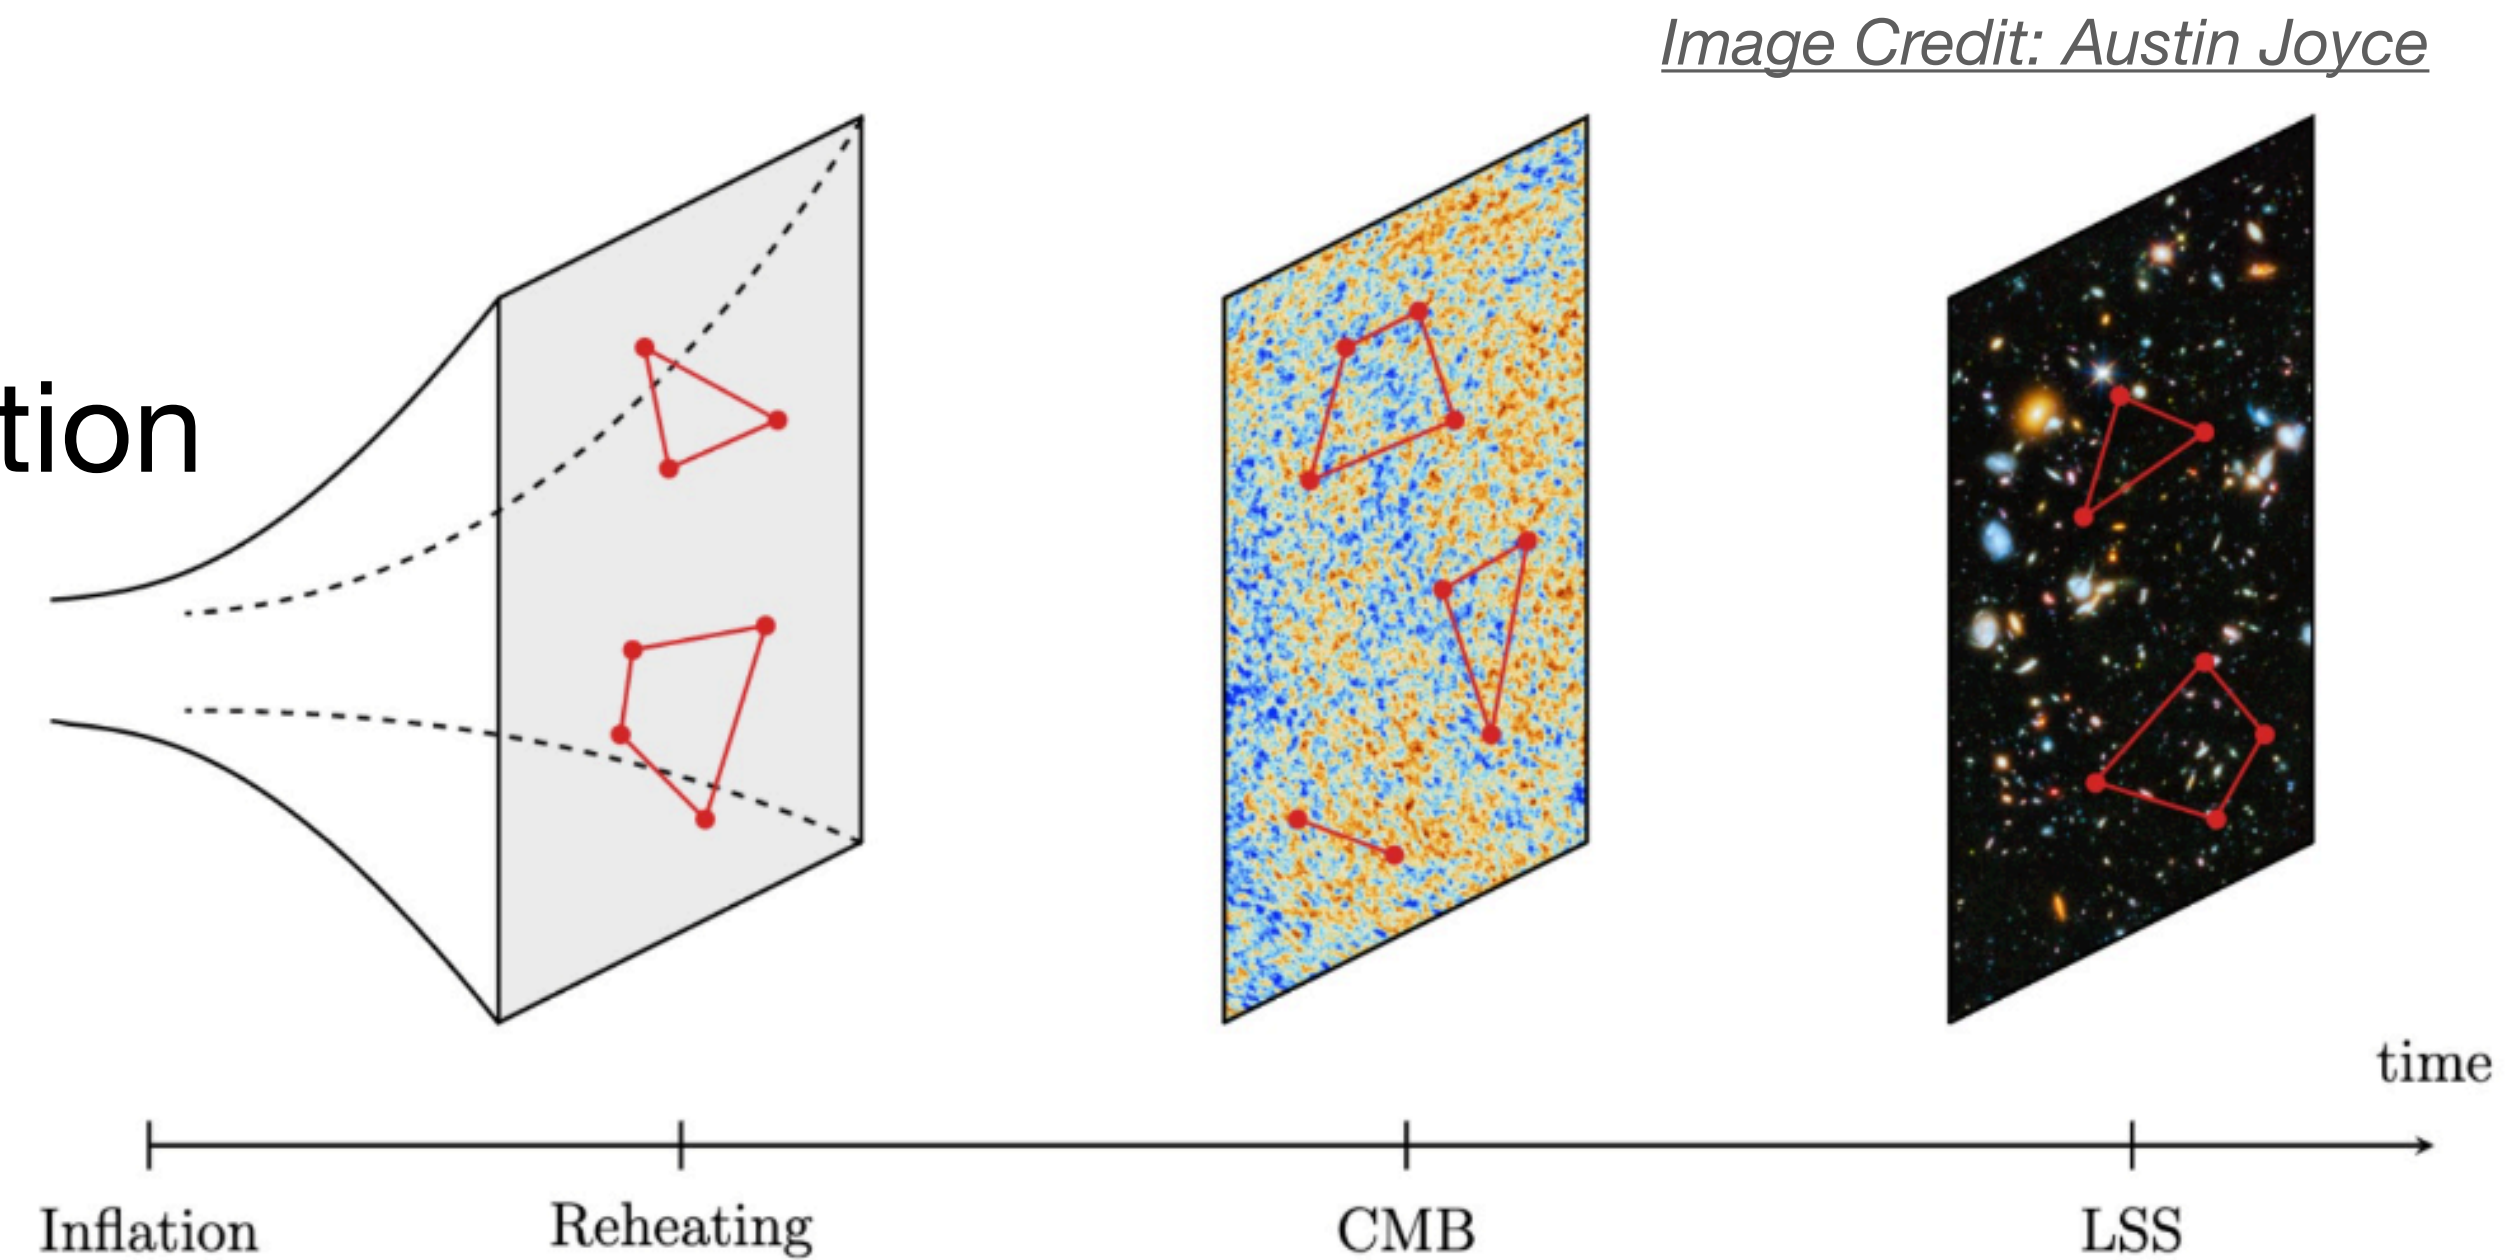 Image Credit: Austin Joyce
tion
time
Inflation
Reheating
CMB
LSS